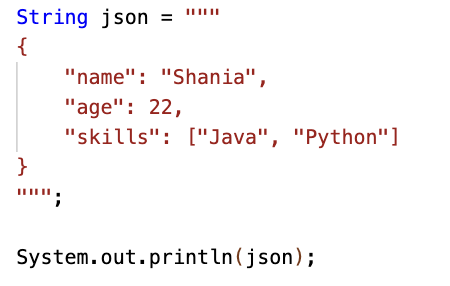 String json = """
{
    "name": "Shania",
    "age": 22,
    "skills": ["Java", "Python"]
}
""";

System.out.println(json);